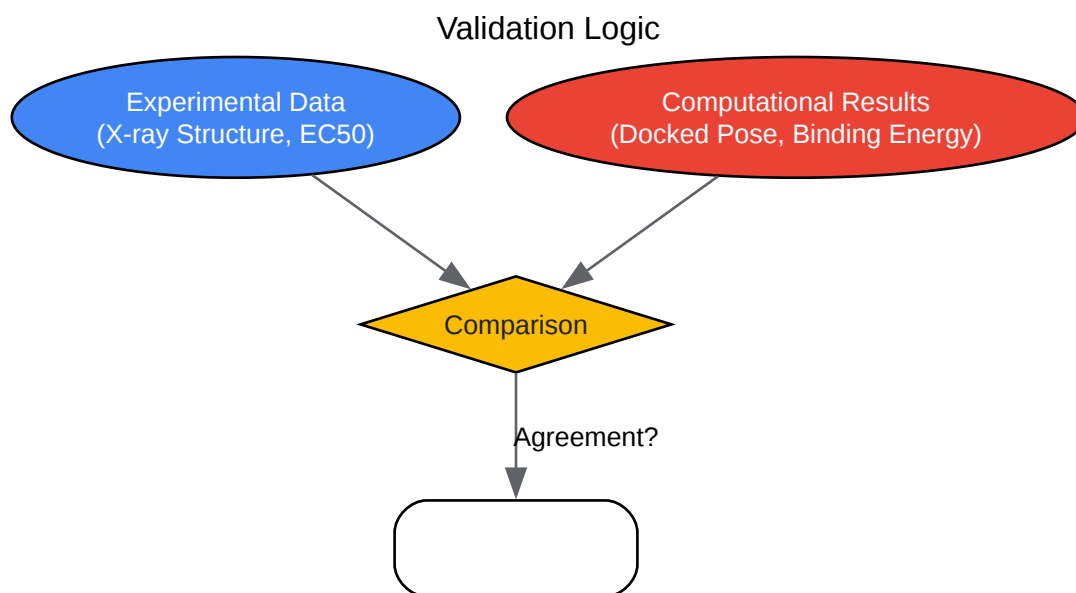 Validation Logic
Experimental Data
(X-ray Structure, EC50)
Computational Results
(Docked Pose, Binding Energy)
Comparison
Agreement?